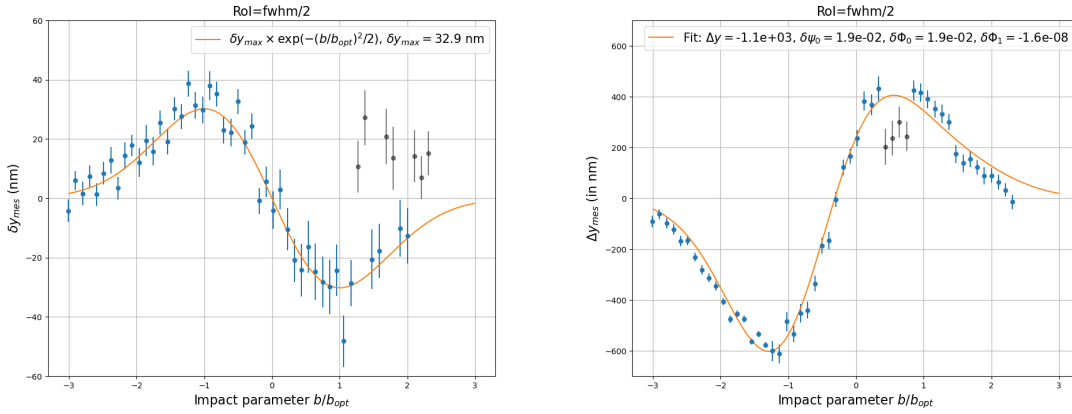 RoI=fwhm/2
δy_max × exp(−(b/b_opt)²/2), δy_max = 32.9 nm
60
40
20
0
−20
−40
−60
δy_mes (nm)
−3 −2 −1 0 1 2 3
Impact parameter b/b_opt
RoI=fwhm/2
Fit: Δy = -1.1e+03, δψ₀ = 1.9e-02, δΦ₀ = 1.9e-02, δΦ₁ = -1.6e-08
600
400
200
0
−200
−400
−600
Δy_mes (in nm)
−3 −2 −1 0 1 2 3
Impact parameter b/b_opt